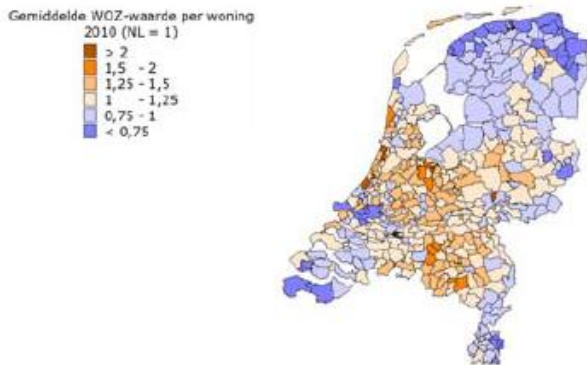 Gemiddelde WOZ-waarde per woning
2010 (NL = 1)
> 2
1,5 - 2
1,25 - 1,5
1 - 1,25
0,75 - 1
< 0,75